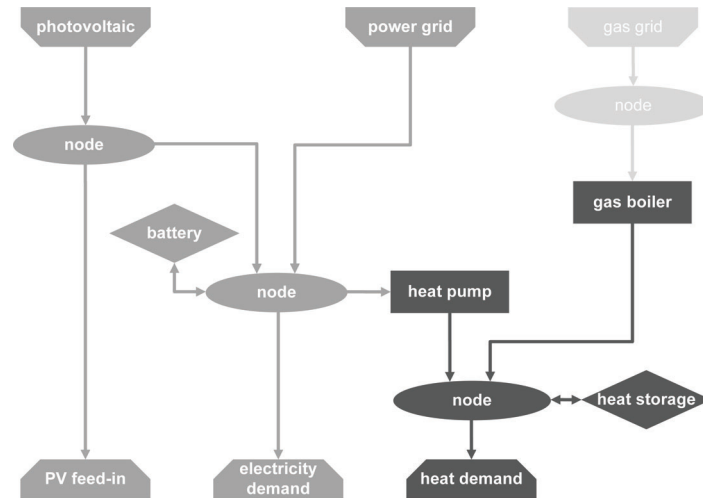 photovoltaic
power grid
gas grid
node
node
gas boiler
battery
node
heat pump
node
heat storage
PV feed-in
electricity
demand
heat demand